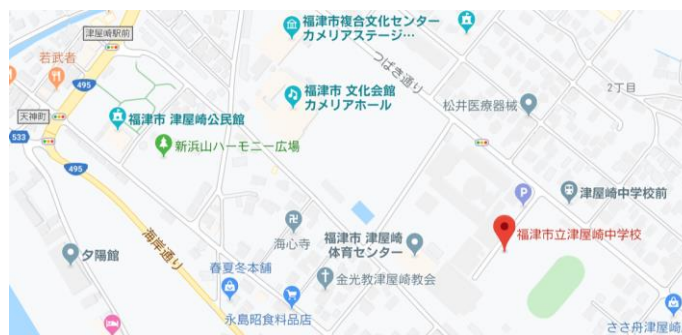 津屋崎駅前
若武者
495
天神町
533
495
福津市複合文化センター
カメリアステージ…
つばき通り
福津市 文化会館
カメリアホール
松井医療器械
2丁目
福津市 津屋崎公民館
新浜山ハーモニー広場
P
津屋崎中学校前
福津市立津屋崎中学校
海岸通り
夕陽館
海心寺
福津市 津屋崎
体育センター
春夏冬本舗
金光教津屋崎教会
永島昭食料品店
ささ舟津屋崎